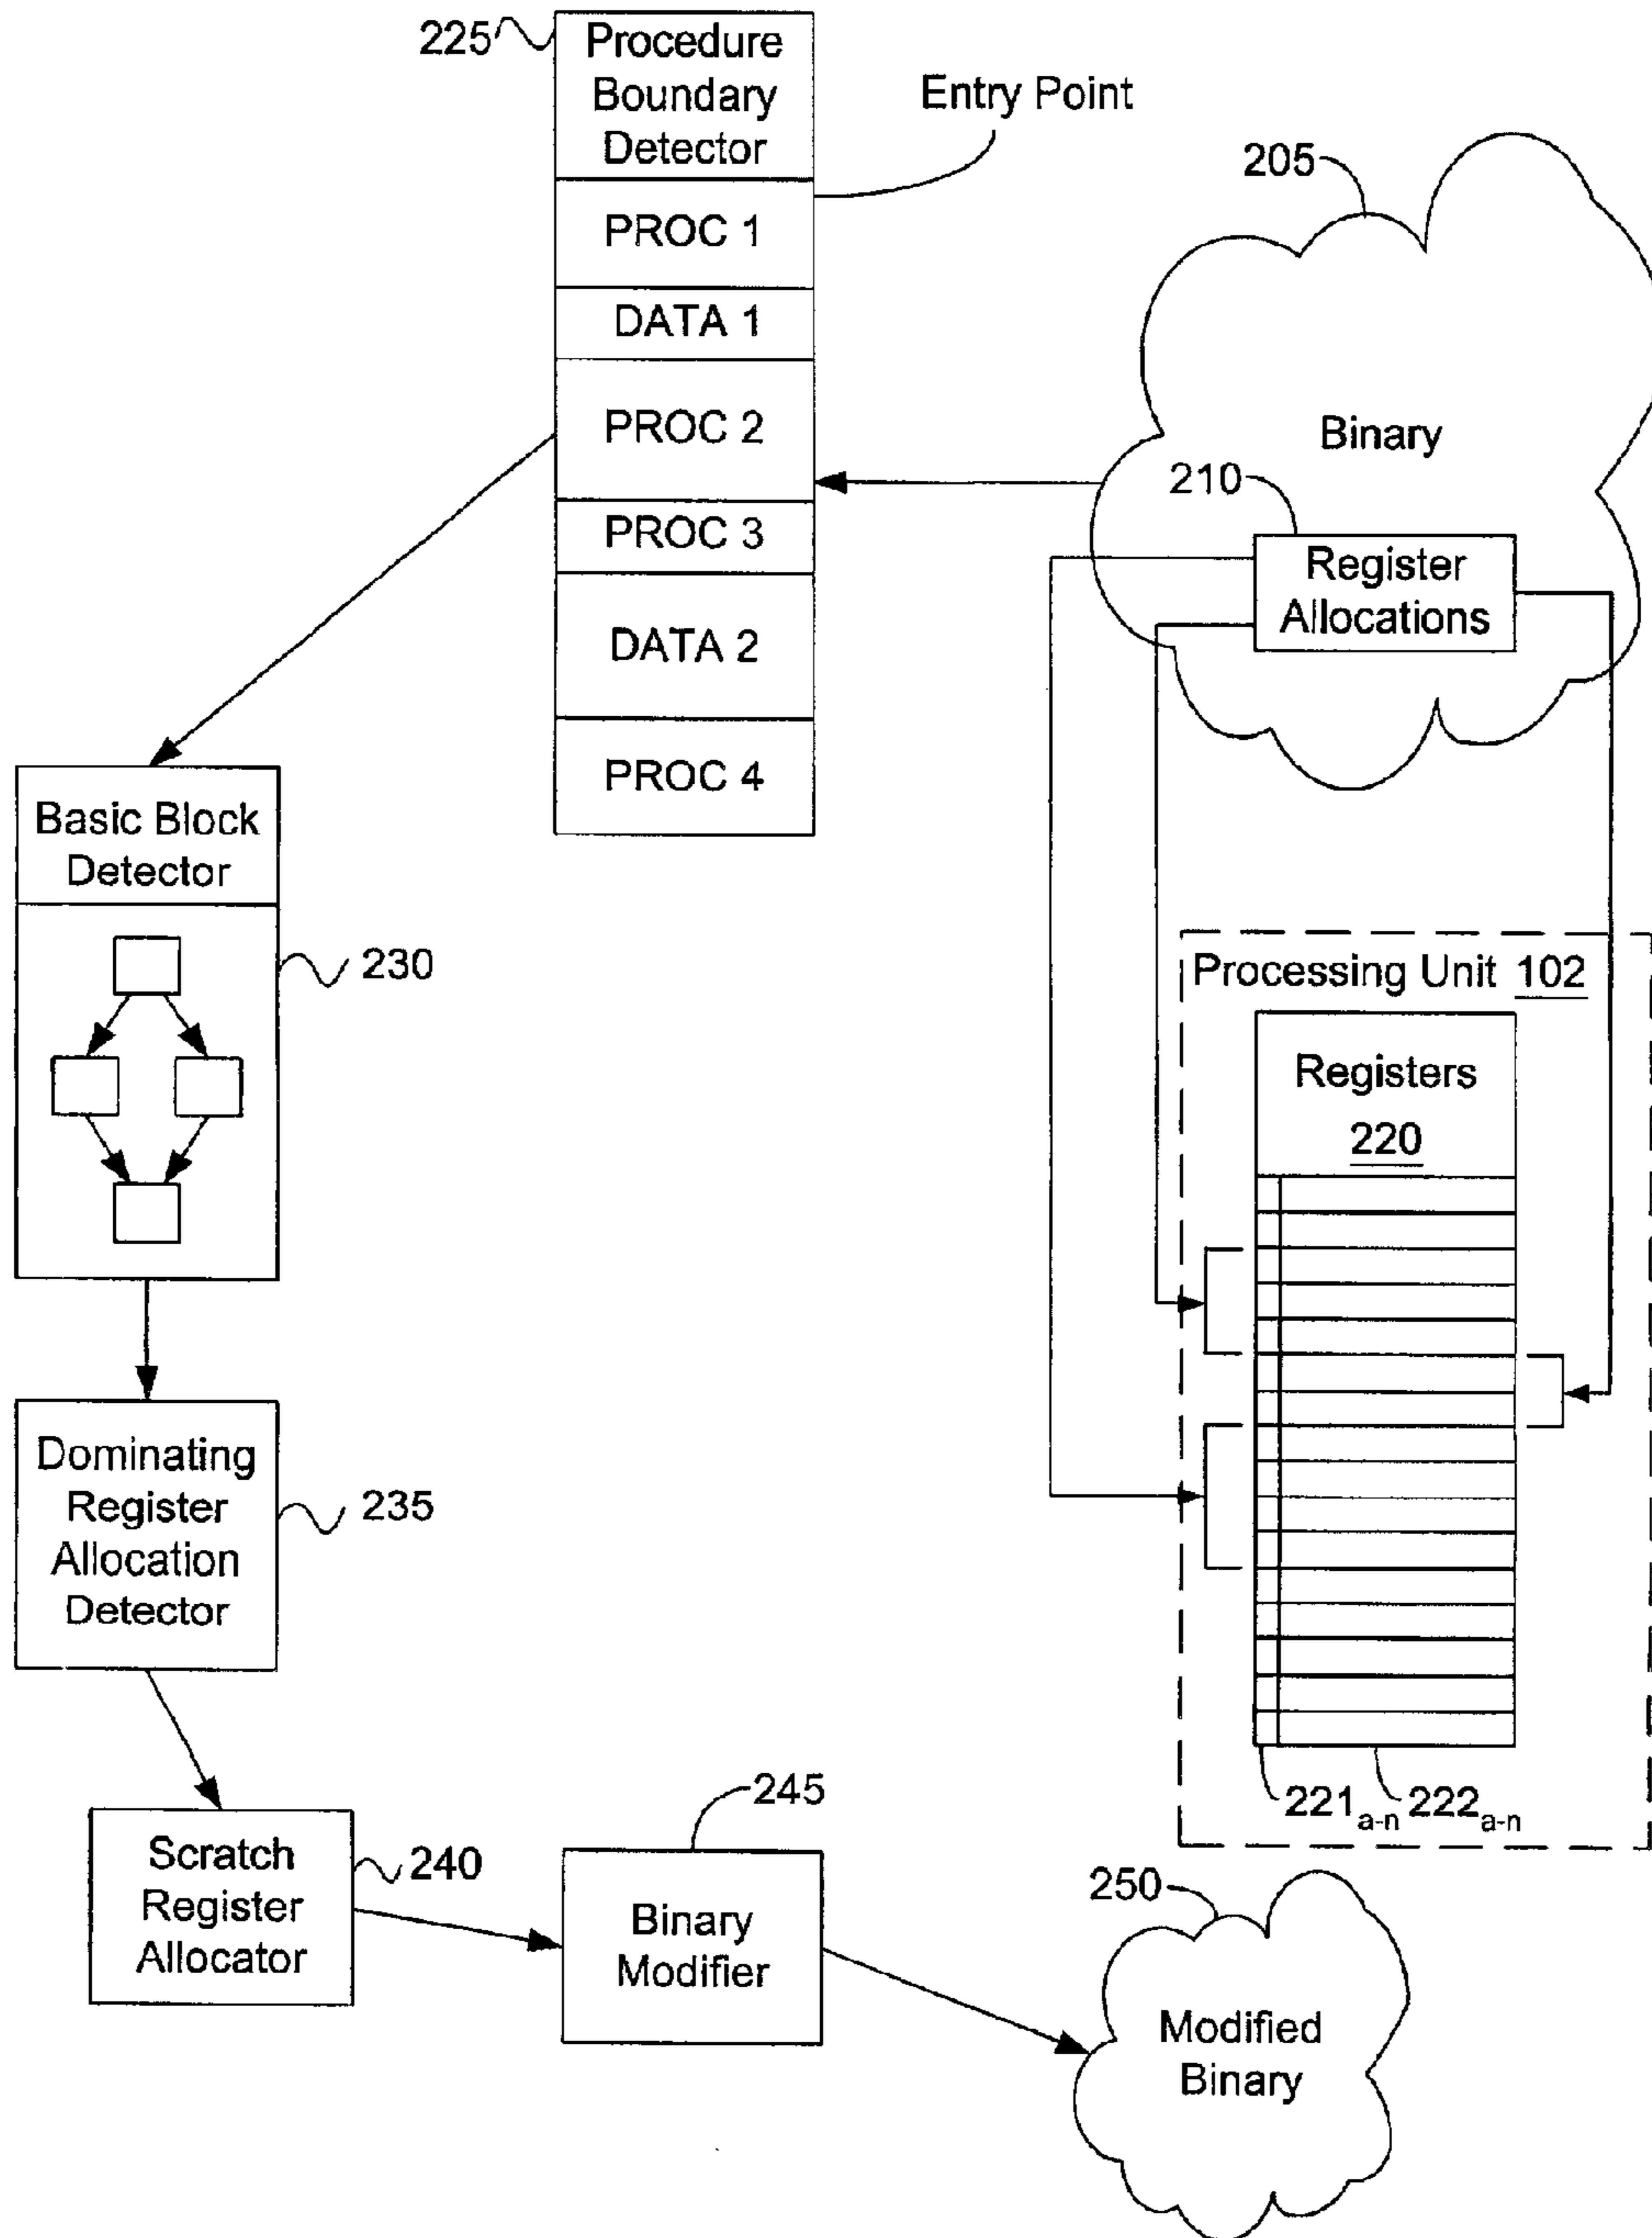 225
Procedure
Boundary
Detector
Entry Point
PROC 1
DATA 1
PROC 2
PROC 3
DATA 2
PROC 4
205
Binary
210
Register
Allocations
Basic Block
Detector
230
Processing Unit 102
Registers
220
221a-n 222a-n
Dominating
Register
Allocation
Detector
235
Scratch
Register
Allocator
240
245
Binary
Modifier
250
Modified
Binary